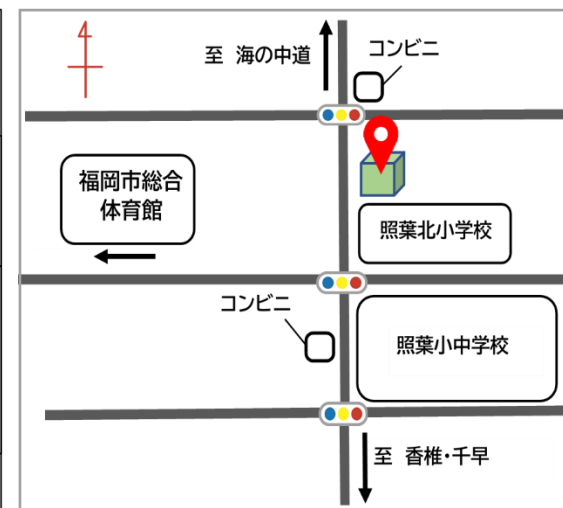 至 海の中道
コンビニ
福岡市総合
体育館
照葉北小学校
コンビニ
照葉小中学校
至 香椎・千早